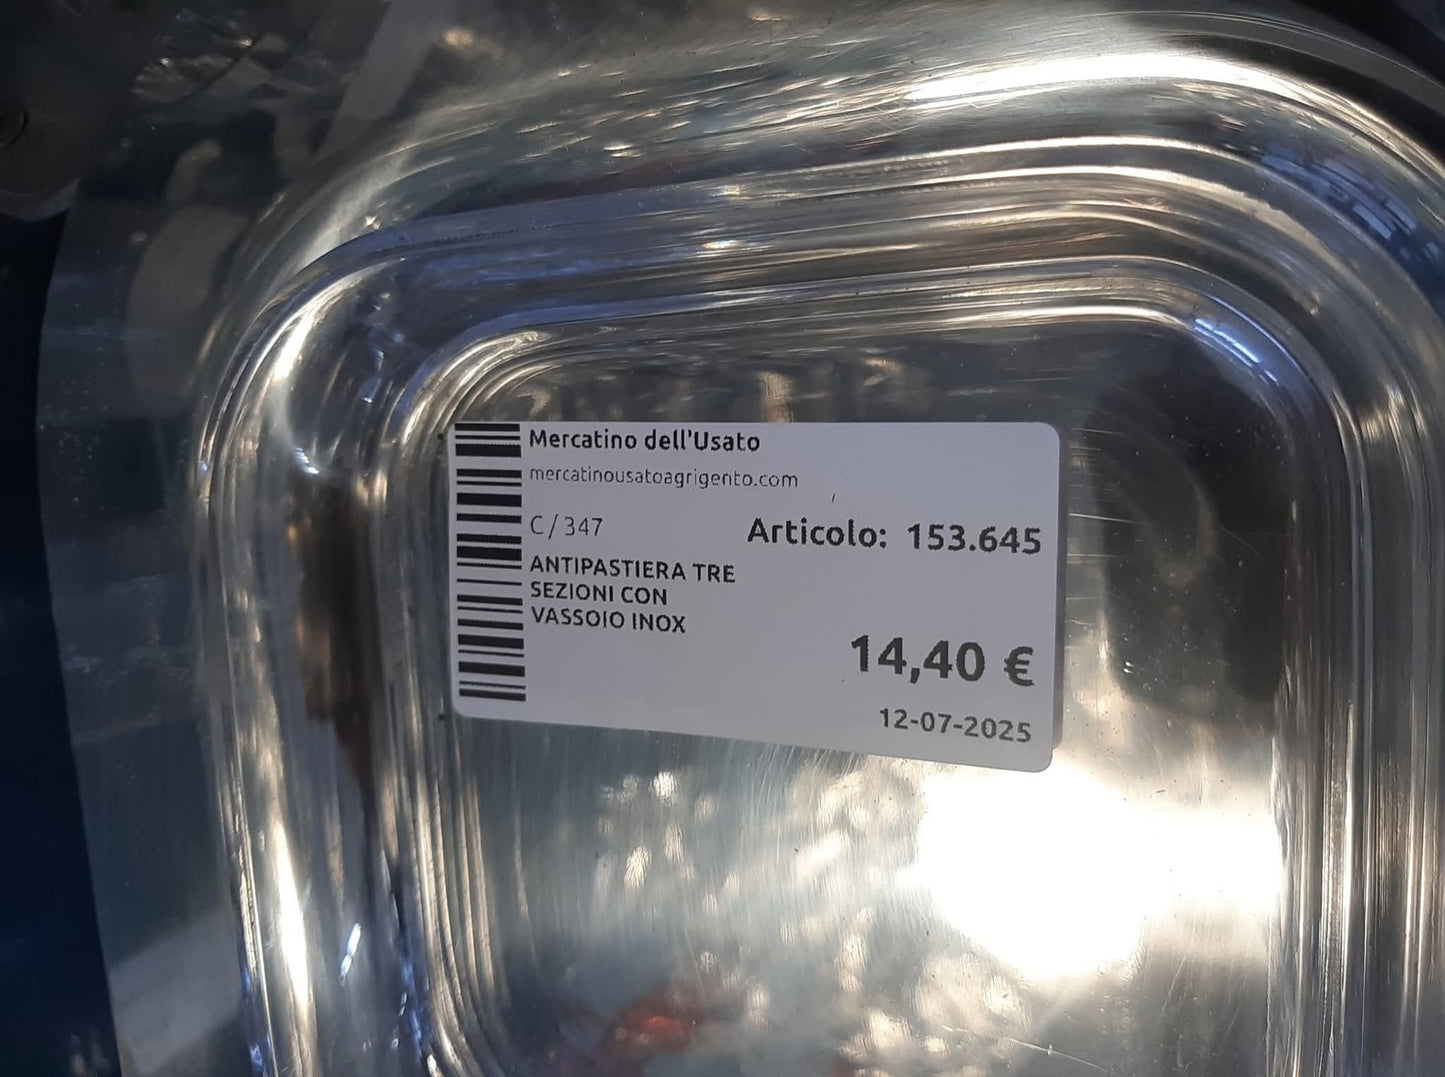 Mercatino dell'Usato
mercatinousatoagrigento.com
C/347
Articolo: 153.645
ANTIPASTIERA TRE
SEZIONI CON
VASSOIO INOX
14,40 €
12-07-2025